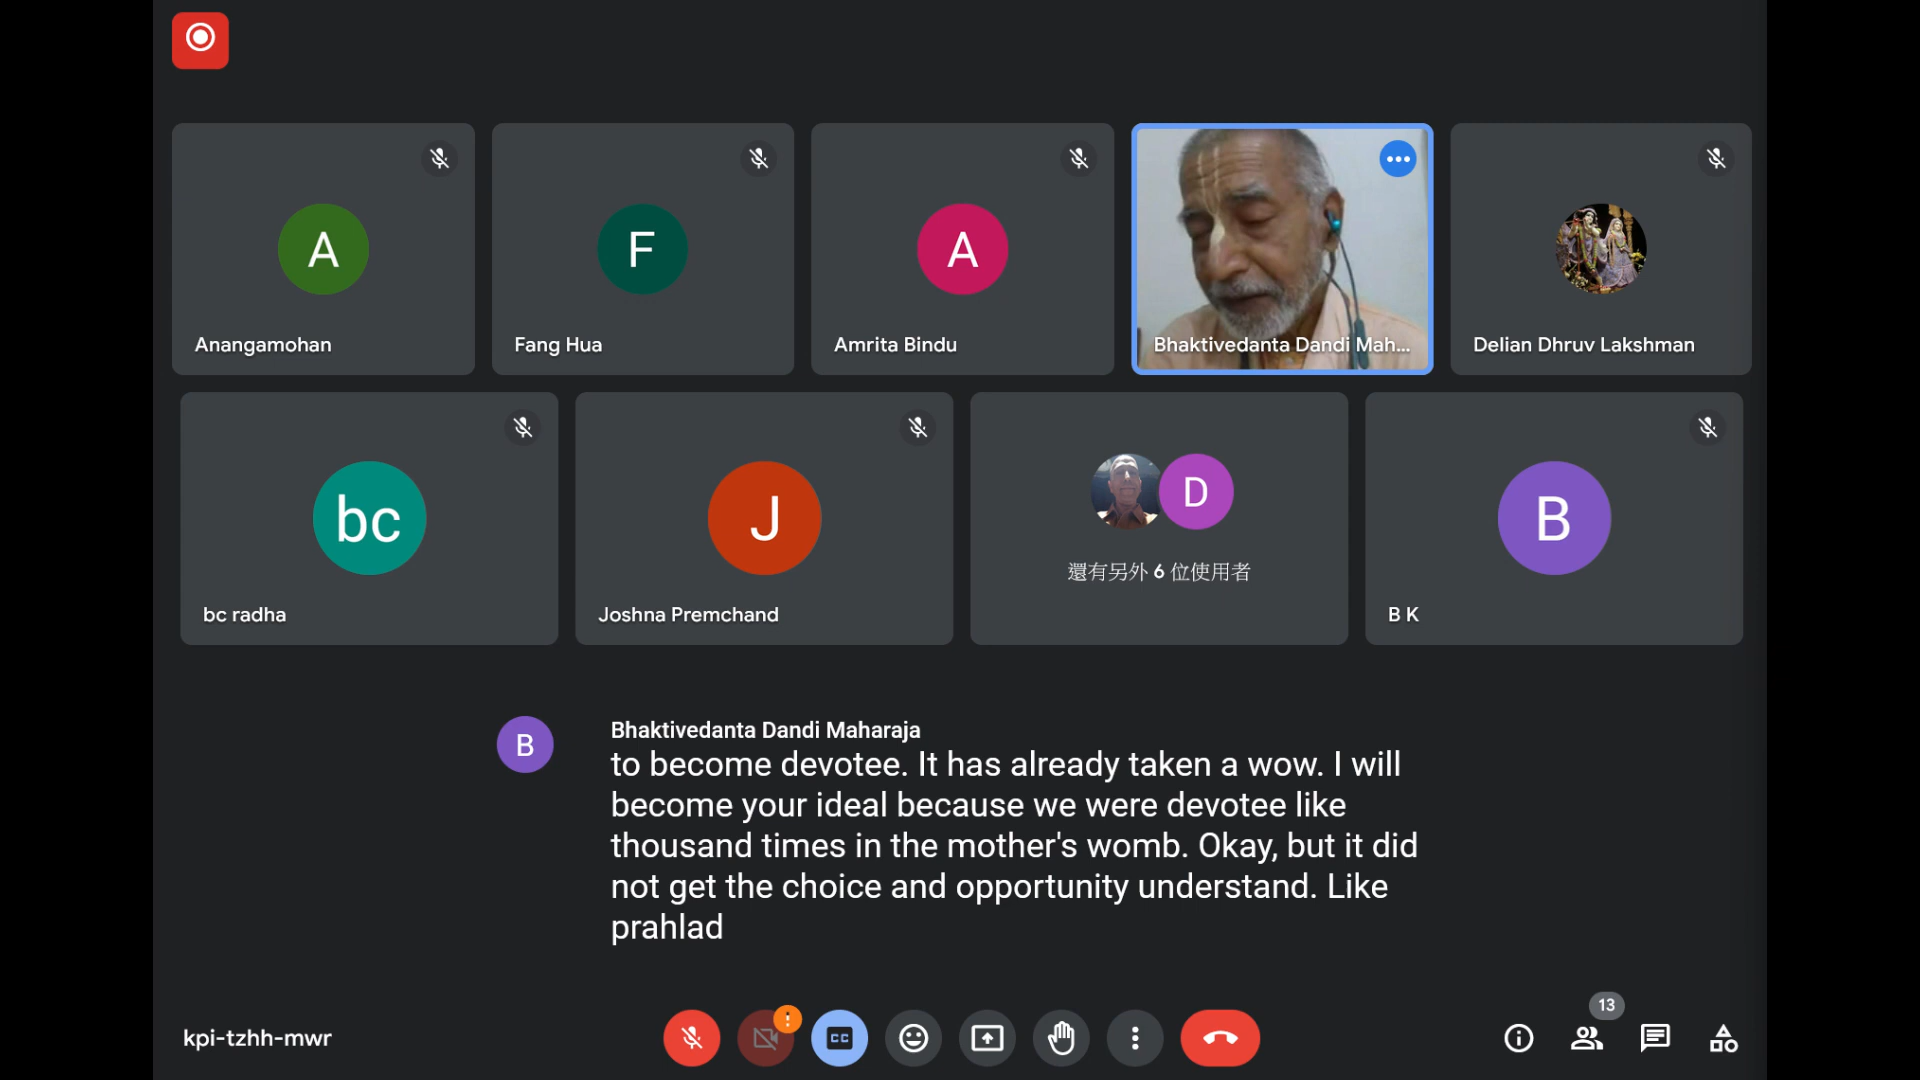 A
Anangamohan
F
Fang Hua
A
Amrita Bindu
Bhaktivedanta Dandi Mah...
Delian Dhruv Lakshman
bc
bc radha
J
Joshna Premchand
D
還有另外 6 位使用者
B
B K
B
Bhaktivedanta Dandi Maharaja
to become devotee. It has already taken a wow. I will
become your ideal because we were devotee like
thousand times in the mother's womb. Okay, but it did
not get the choice and opportunity understand. Like
prahlad
13
kpi-tzhh-mwr
CC